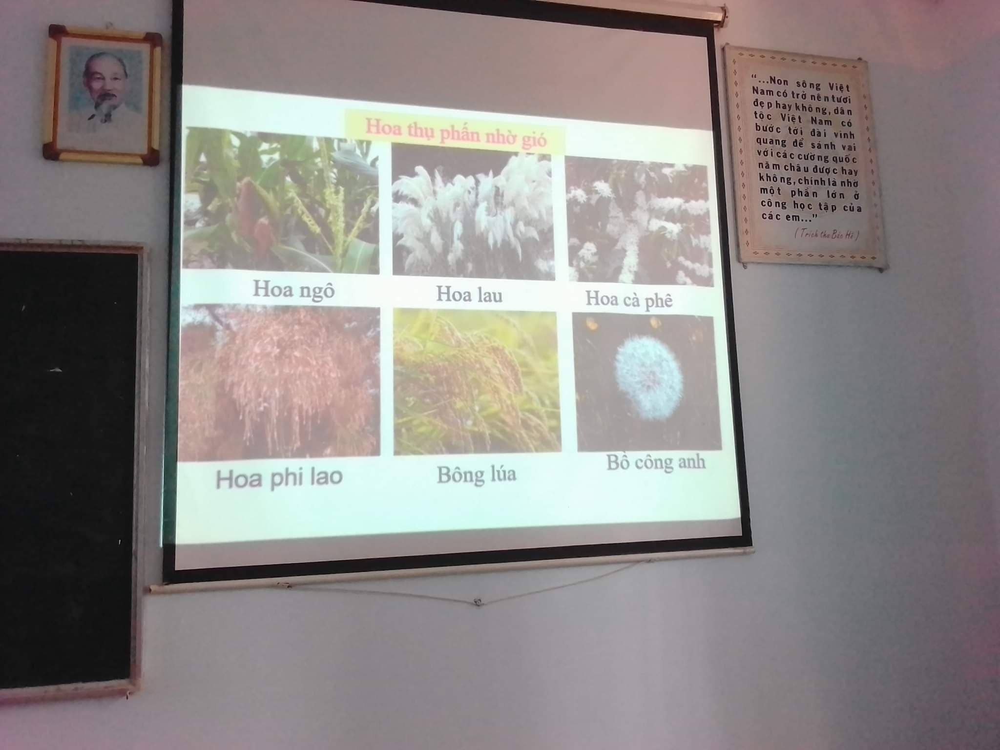 Hoa thụ phấn nhờ gió
Hoa ngô
Hoa lau
Hoa cà phê
Hoa phi lao
Bông lúa
Bồ công anh
“...Non sông Việt
Nam có trở nên tươi
đẹp hay không, dân
tộc Việt Nam có
bước tới đài vinh
quang để sánh vai
với các cường quốc
năm châu được hay
không, chính là nhờ
một phần lớn ở
công học tập của
các em...”
(Trích thư Bác Hồ)